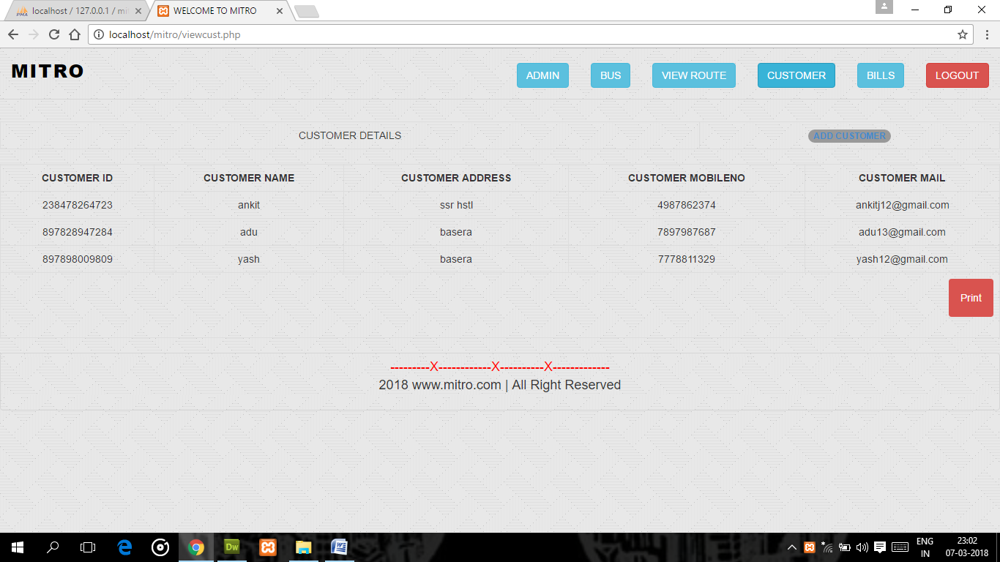 localhost / 127.0.0.1 / mi
WELCOME TO MITRO
localhost/mitro/viewcust.php
MITRO
ADMIN BUS VIEW ROUTE CUSTOMER BILLS LOGOUT
CUSTOMER DETAILS ADD CUSTOMER
CUSTOMER ID CUSTOMER NAME CUSTOMER ADDRESS CUSTOMER MOBILENO CUSTOMER MAIL
238478264723 ankit ssr hstl 4987862374 ankitj12@gmail.com
897828947284 adu basera 7897987687 adu13@gmail.com
897898009809 yash basera 7778811329 yash12@gmail.com
Print
---------X------------X----------X-------------
2018 www.mitro.com | All Right Reserved
Dw
ENG 23:02
IN 07-03-2018